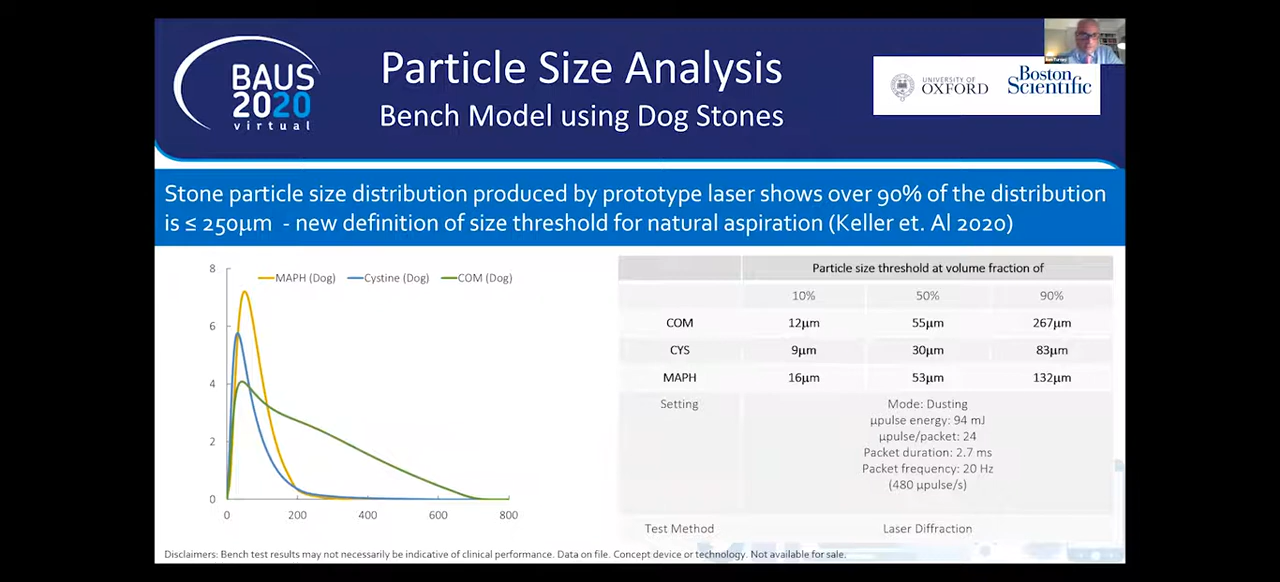 BAUS
2020
virtual
Particle Size Analysis
Bench Model using Dog Stones
UNIVERSITY OF
OXFORD
Boston
Scientific
Stone particle size distribution produced by prototype laser shows over 90% of the distribution
is ≤ 250µm - new definition of size threshold for natural aspiration (Keller et. Al 2020)
MAPH (Dog) Cystine (Dog) COM (Dog)
8
6
4
2
0
0 200 400 600 800
Particle size threshold at volume fraction of
10% 50% 90%
COM 12µm 55µm 267µm
CYS 9µm 30µm 83µm
MAPH 16µm 53µm 132µm
Setting Mode: Dusting
µpulse energy: 94 mJ
µpulse/packet: 24
Packet duration: 2.7 ms
Packet frequency: 20 Hz
(480 µpulse/s)
Test Method Laser Diffraction
Disclaimers: Bench test results may not necessarily be indicative of clinical performance. Data on file. Concept device or technology. Not available for sale.